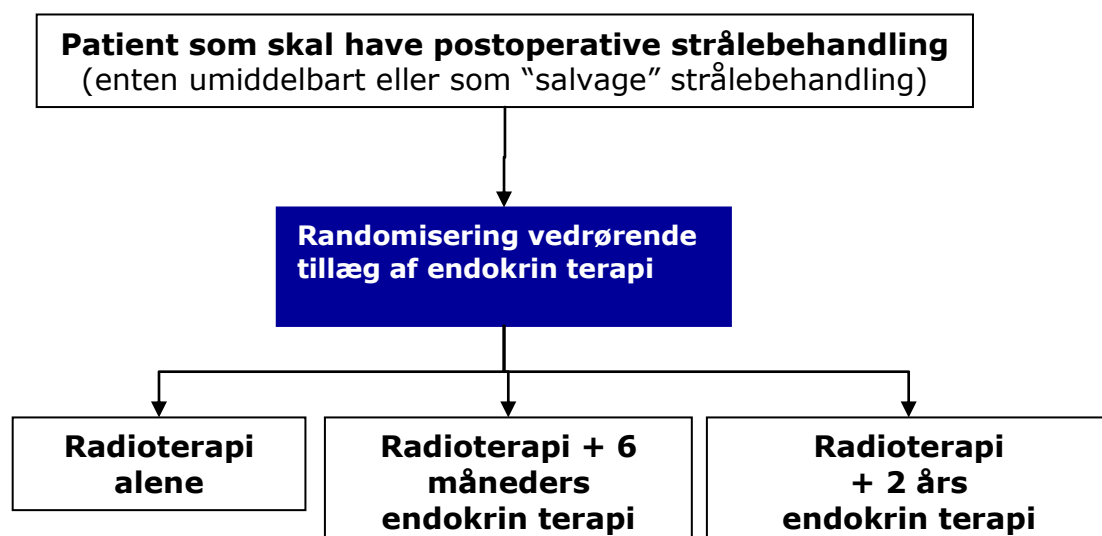 Patient som skal have postoperative strålebehandling
(enten umiddelbart eller som “salvage” strålebehandling)
Randomisering vedrørende
tillæg af endokrin terapi
Radioterapi
alene
Radioterapi + 6
måneders
endokrin terapi
Radioterapi
+ 2 års
endokrin terapi